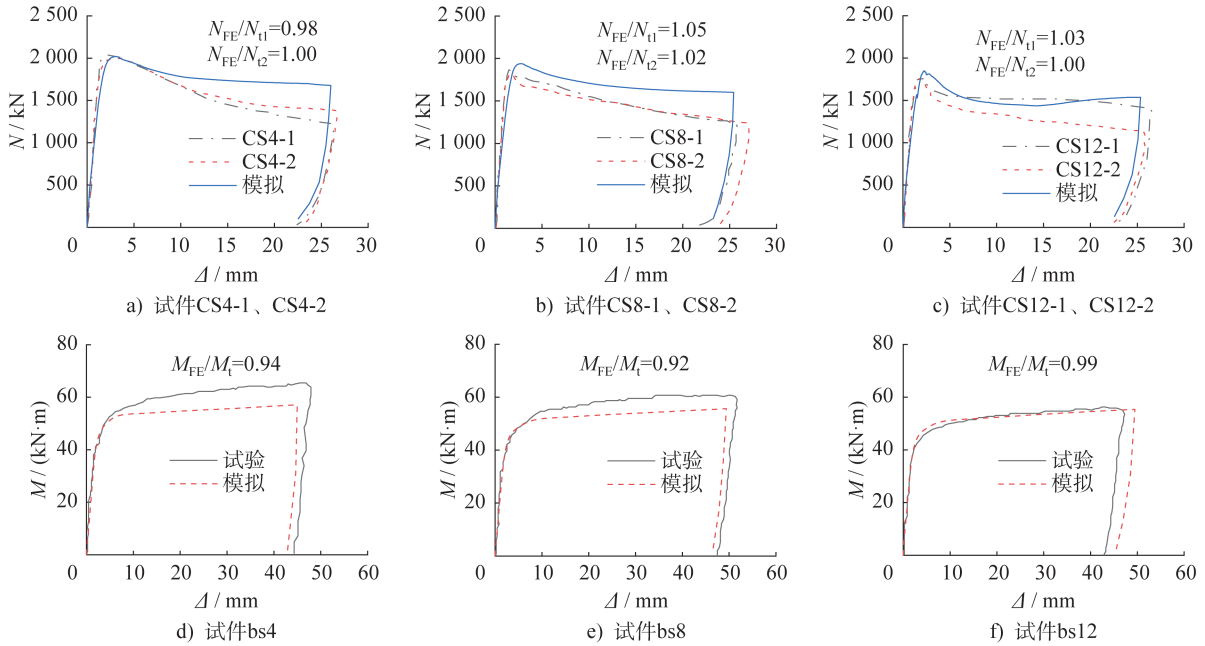 2 500
2 000
1 500
1 000
500
0
5
10
15
20
25
30
N / kN
Δ / mm
N_FE/N_t1=0.98
N_FE/N_t2=1.00
CS4-1
CS4-2
模拟
a) 试件CS4-1、CS4-2
2 500
2 000
1 500
1 000
500
0
5
10
15
20
25
30
N / kN
Δ / mm
N_FE/N_t1=1.05
N_FE/N_t2=1.02
CS8-1
CS8-2
模拟
b) 试件CS8-1、CS8-2
2 500
2 000
1 500
1 000
500
0
5
10
15
20
25
30
N / kN
Δ / mm
N_FE/N_t1=1.03
N_FE/N_t2=1.00
CS12-1
CS12-2
模拟
c) 试件CS12-1、CS12-2
80
60
40
20
0
10
20
30
40
50
60
M / (kN·m)
Δ / mm
M_FE/M_t=0.94
试验
模拟
d) 试件bs4
80
60
40
20
0
10
20
30
40
50
60
M / (kN·m)
Δ / mm
M_FE/M_t=0.92
试验
模拟
e) 试件bs8
80
60
40
20
0
10
20
30
40
50
60
M / (kN·m)
Δ / mm
M_FE/M_t=0.99
试验
模拟
f) 试件bs12